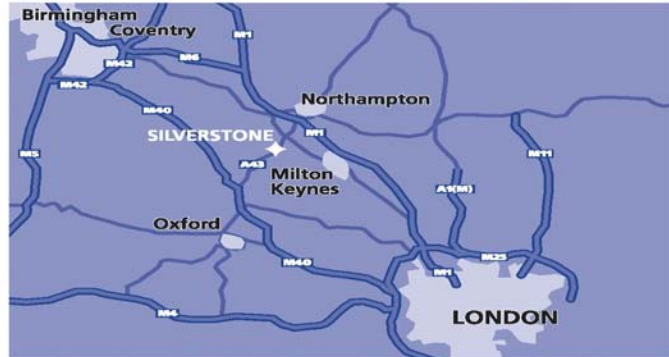 Birmingham
Coventry
M1
M6
M42
M42
M40
Northampton
SILVERSTONE
M1
M5
A43
Milton
Keynes
M11
A1(M)
Oxford
M25
M40
M1
M4
LONDON